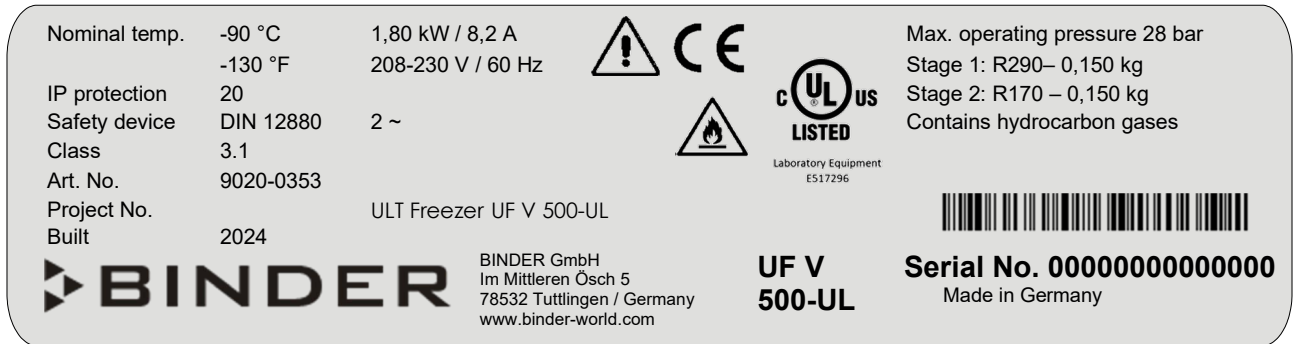 Nominal temp. -90 °C 1,80 kW / 8,2 A
-130 °F 208-230 V / 60 Hz
IP protection 20
Safety device DIN 12880 2 ~
Class 3.1
Art. No. 9020-0353
Project No. ULT Freezer UF V 500-UL
Built 2024
CE
C UL® US
LISTED
Laboratory Equipment
E517296
Max. operating pressure 28 bar
Stage 1: R290– 0,150 kg
Stage 2: R170 – 0,150 kg
Contains hydrocarbon gases
BINDER
BINDER GmbH
Im Mittleren Ösch 5
78532 Tuttlingen / Germany
www.binder-world.com
UF V
500-UL
Serial No. 00000000000000
Made in Germany